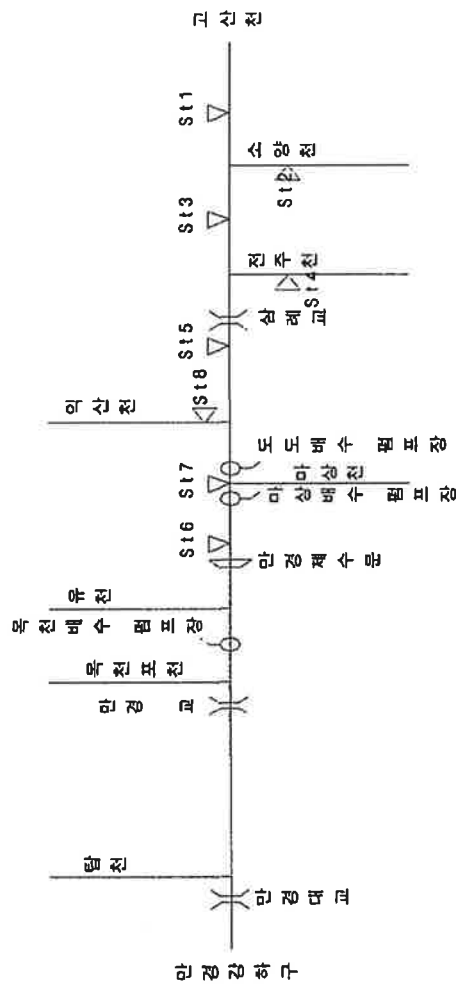 고산천
St1
소양천
St2
St3
전주천
St4
삼례교
St5
익산천
St8
도도배수 펌프장
St7
마상천
마상배수 펌프장
St6
만경제수문
유천
목천배수 펌프장
목천포천
만경 교
탑천
만경대교
만경강하구